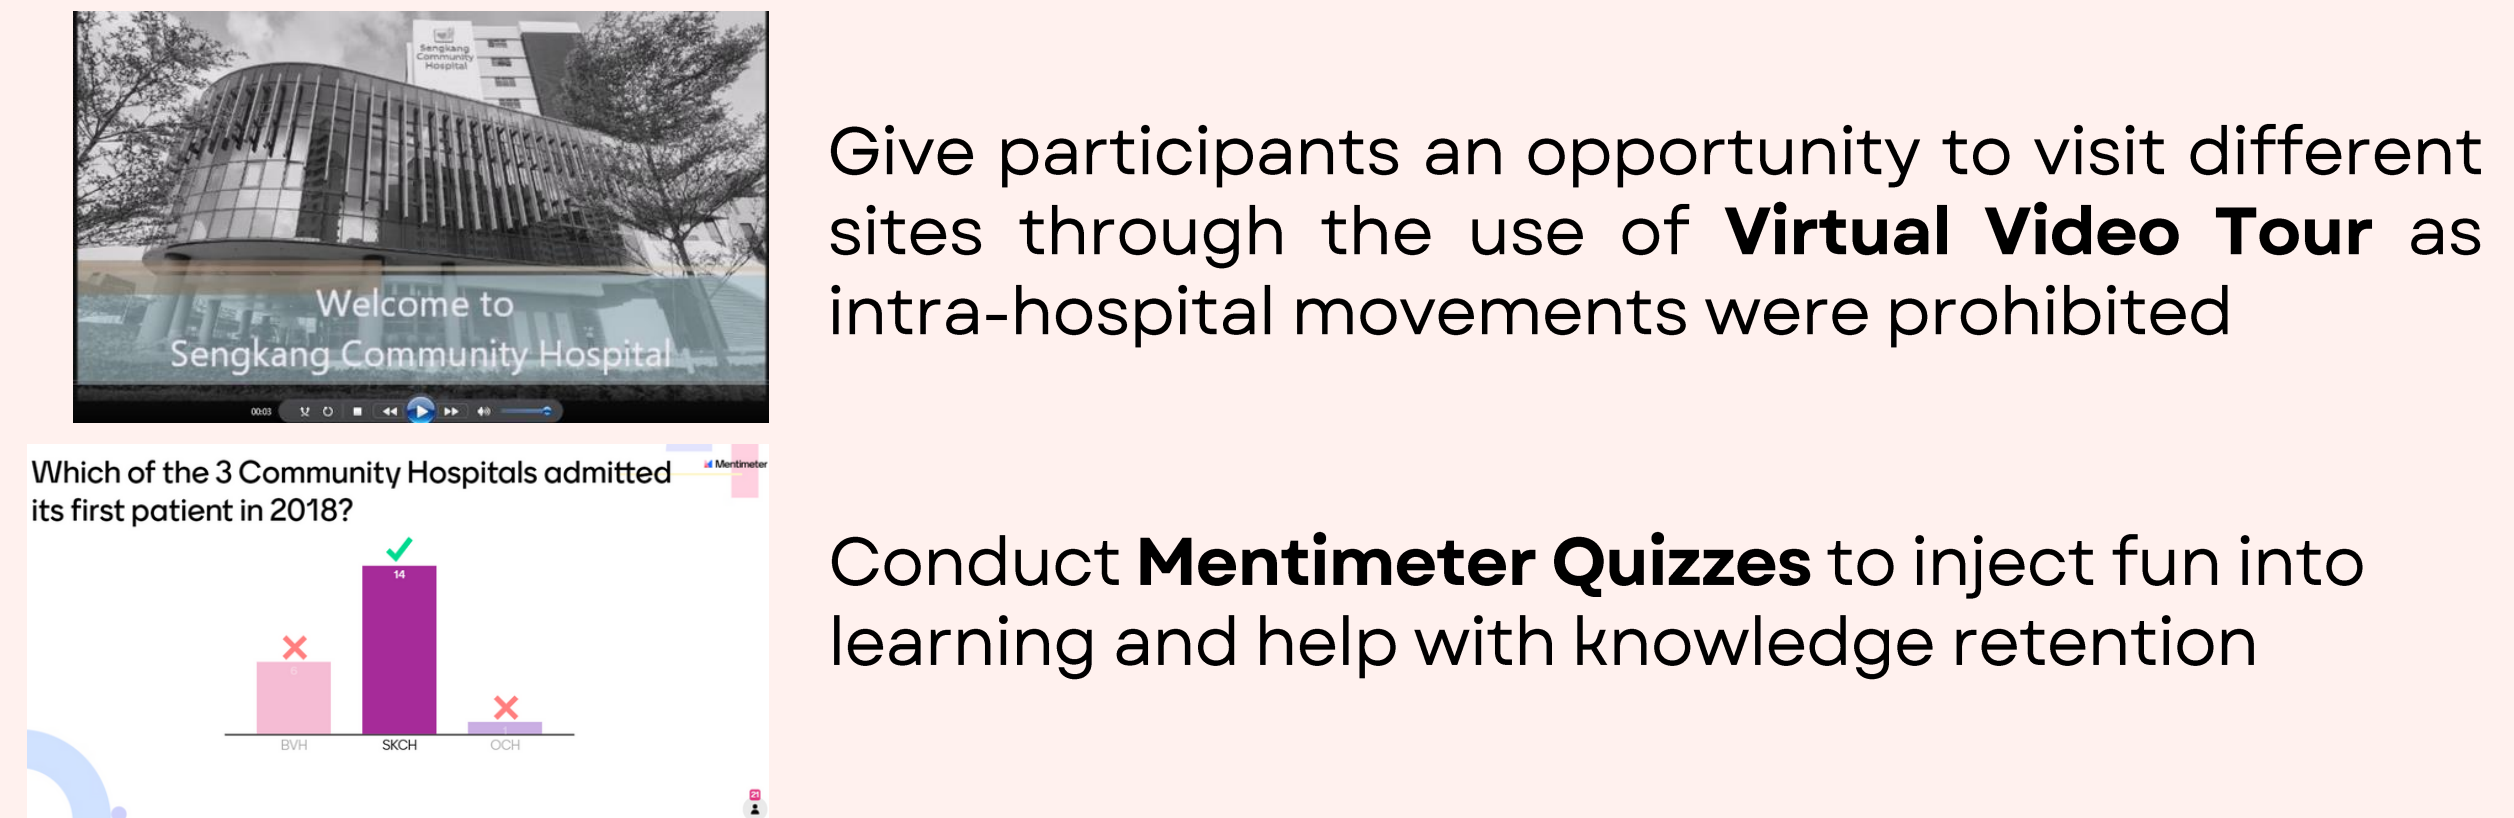 Sengkang
Community
Hospital
Welcome to
Sengkang Community Hospital
00:03
Give participants an opportunity to visit different
sites through the use of Virtual Video Tour as
intra-hospital movements were prohibited
Which of the 3 Community Hospitals admitted
its first patient in 2018?
Mentimeter
14
6
1
BVH
SKCH
OCH
21
Conduct Mentimeter Quizzes to inject fun into
learning and help with knowledge retention